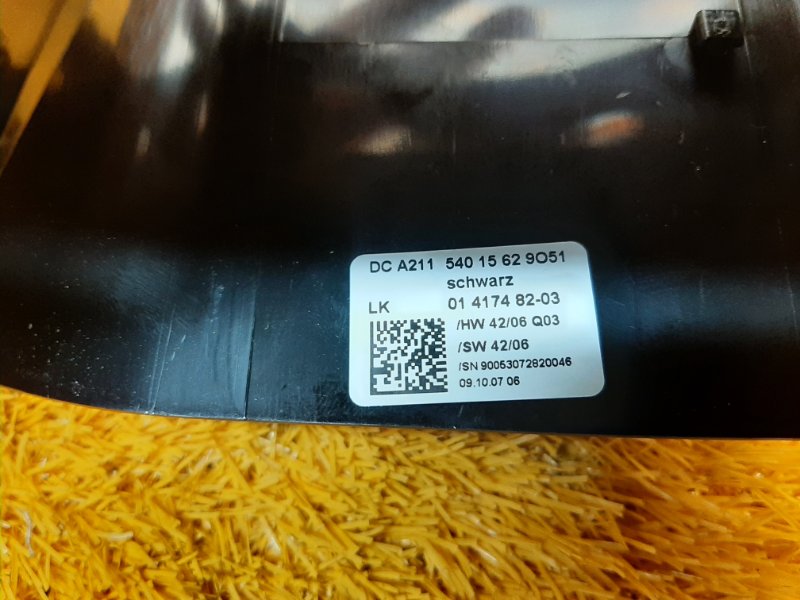 DC A211 540 15 62 9O51
schwarz
LK 01 4174 82-03
/HW 42/06 Q03
/SW 42/06
/SN 90053072820046
09.10.07 06